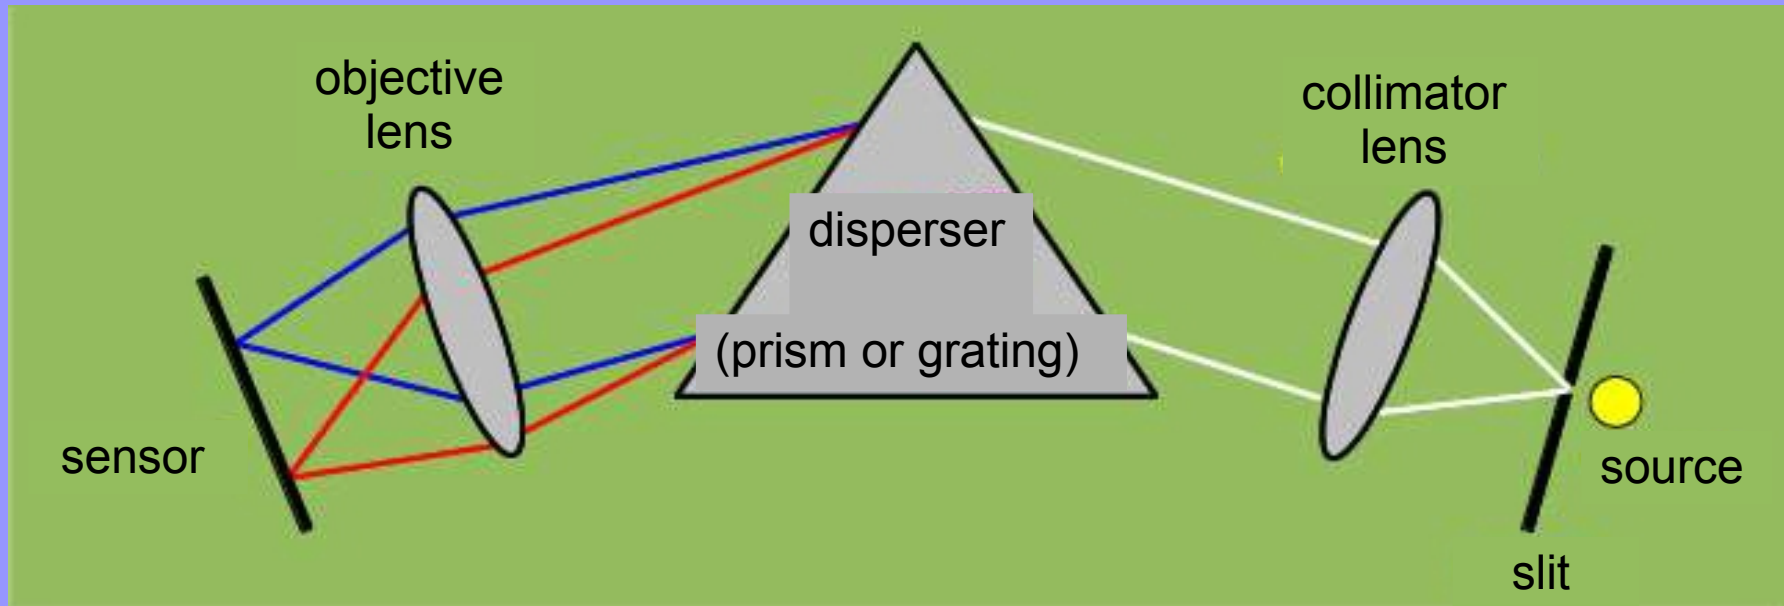 objective
lens
collimator
lens
disperser
(prism or grating)
sensor
source
slit